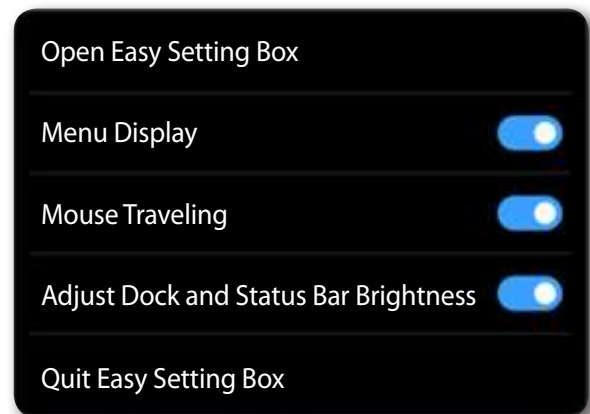 Open Easy Setting Box
Menu Display
Mouse Traveling
Adjust Dock and Status Bar Brightness
Quit Easy Setting Box